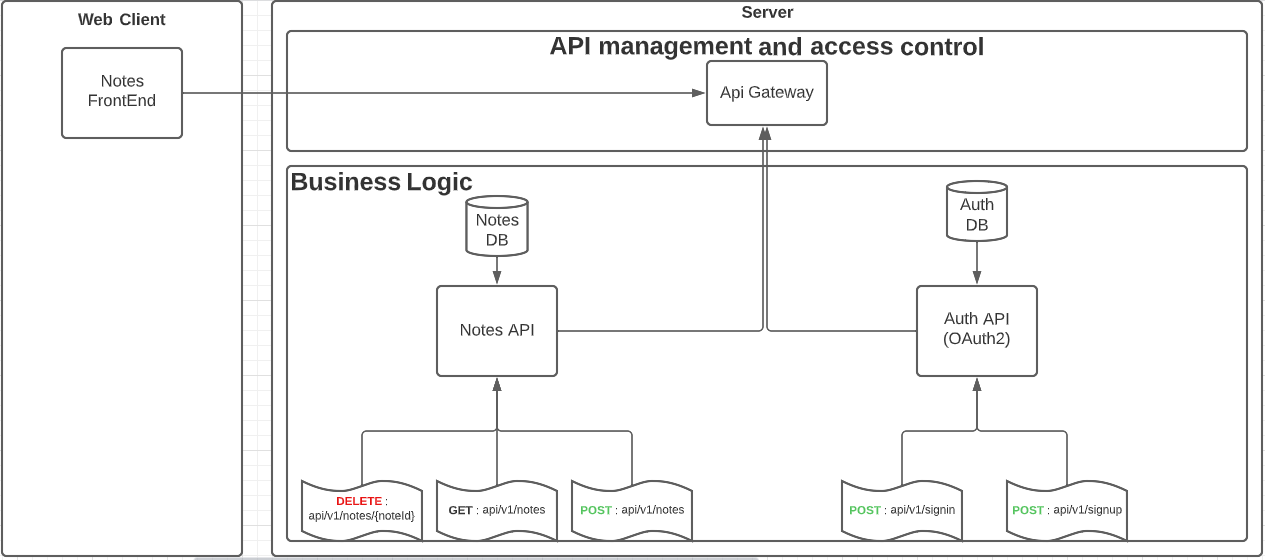 Web Client
Server
API management and access control
Notes
FrontEnd
Api Gateway
Business Logic
Notes
DB
Auth
DB
Notes API
Auth API
(OAuth2)
DELETE :
api/v1/notes/{noteId}
GET : api/v1/notes
POST : api/v1/notes
POST : api/v1/signin
POST : api/v1/signup